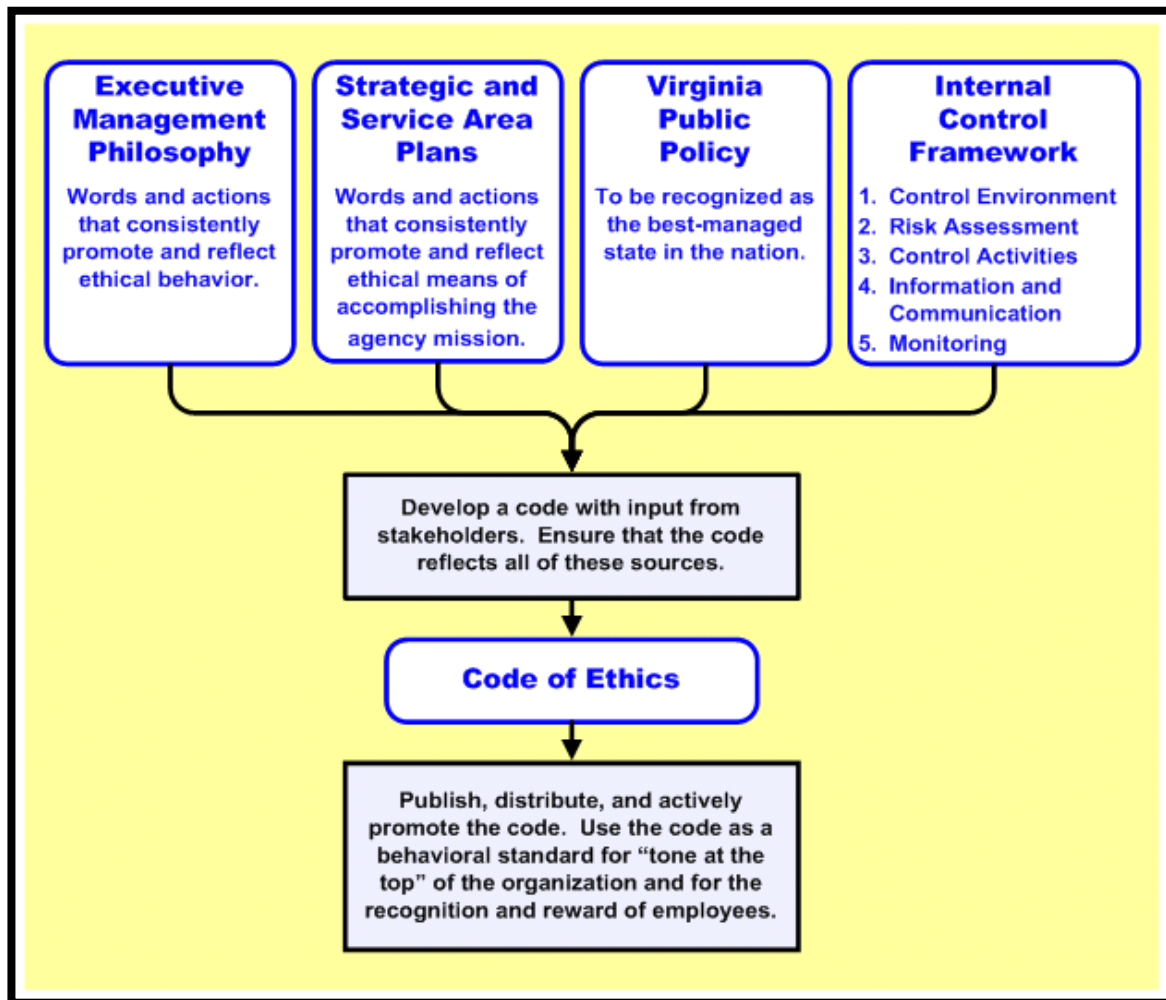 Executive
Management
Philosophy
Words and actions
that consistently
promote and reflect
ethical behavior.
Strategic and
Service Area
Plans
Words and actions
that consistently
promote and reflect
ethical means of
accomplishing the
agency mission.
Virginia
Public
Policy
To be recognized as
the best-managed
state in the nation.
Internal
Control
Framework
1. Control Environment
2. Risk Assessment
3. Control Activities
4. Information and
Communication
5. Monitoring
Develop a code with input from
stakeholders. Ensure that the code
reflects all of these sources.
Code of Ethics
Publish, distribute, and actively
promote the code. Use the code as a
behavioral standard for “tone at the
top” of the organization and for the
recognition and reward of employees.